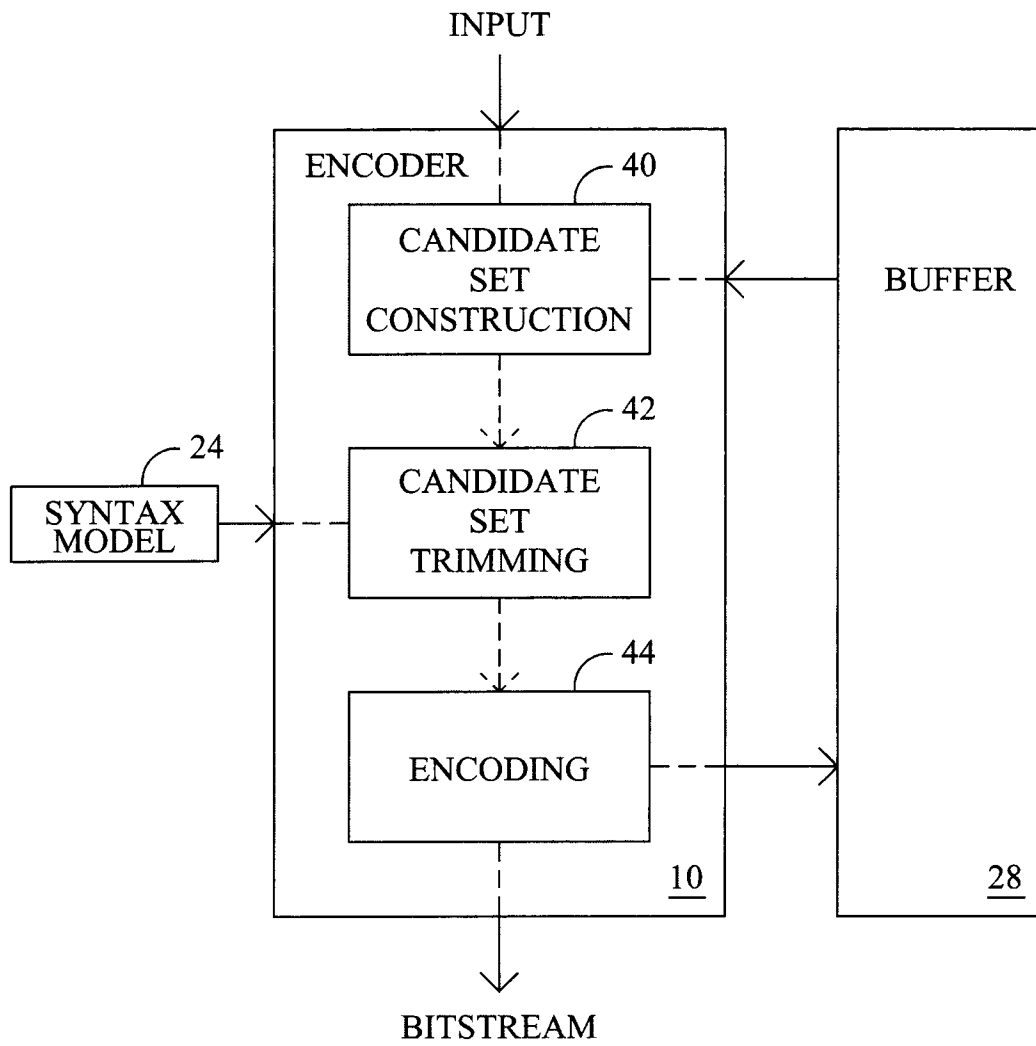 INPUT
ENCODER
40
CANDIDATE
SET
CONSTRUCTION
BUFFER
42
CANDIDATE
SET
TRIMMING
24
SYNTAX
MODEL
44
ENCODING
10
28
BITSTREAM